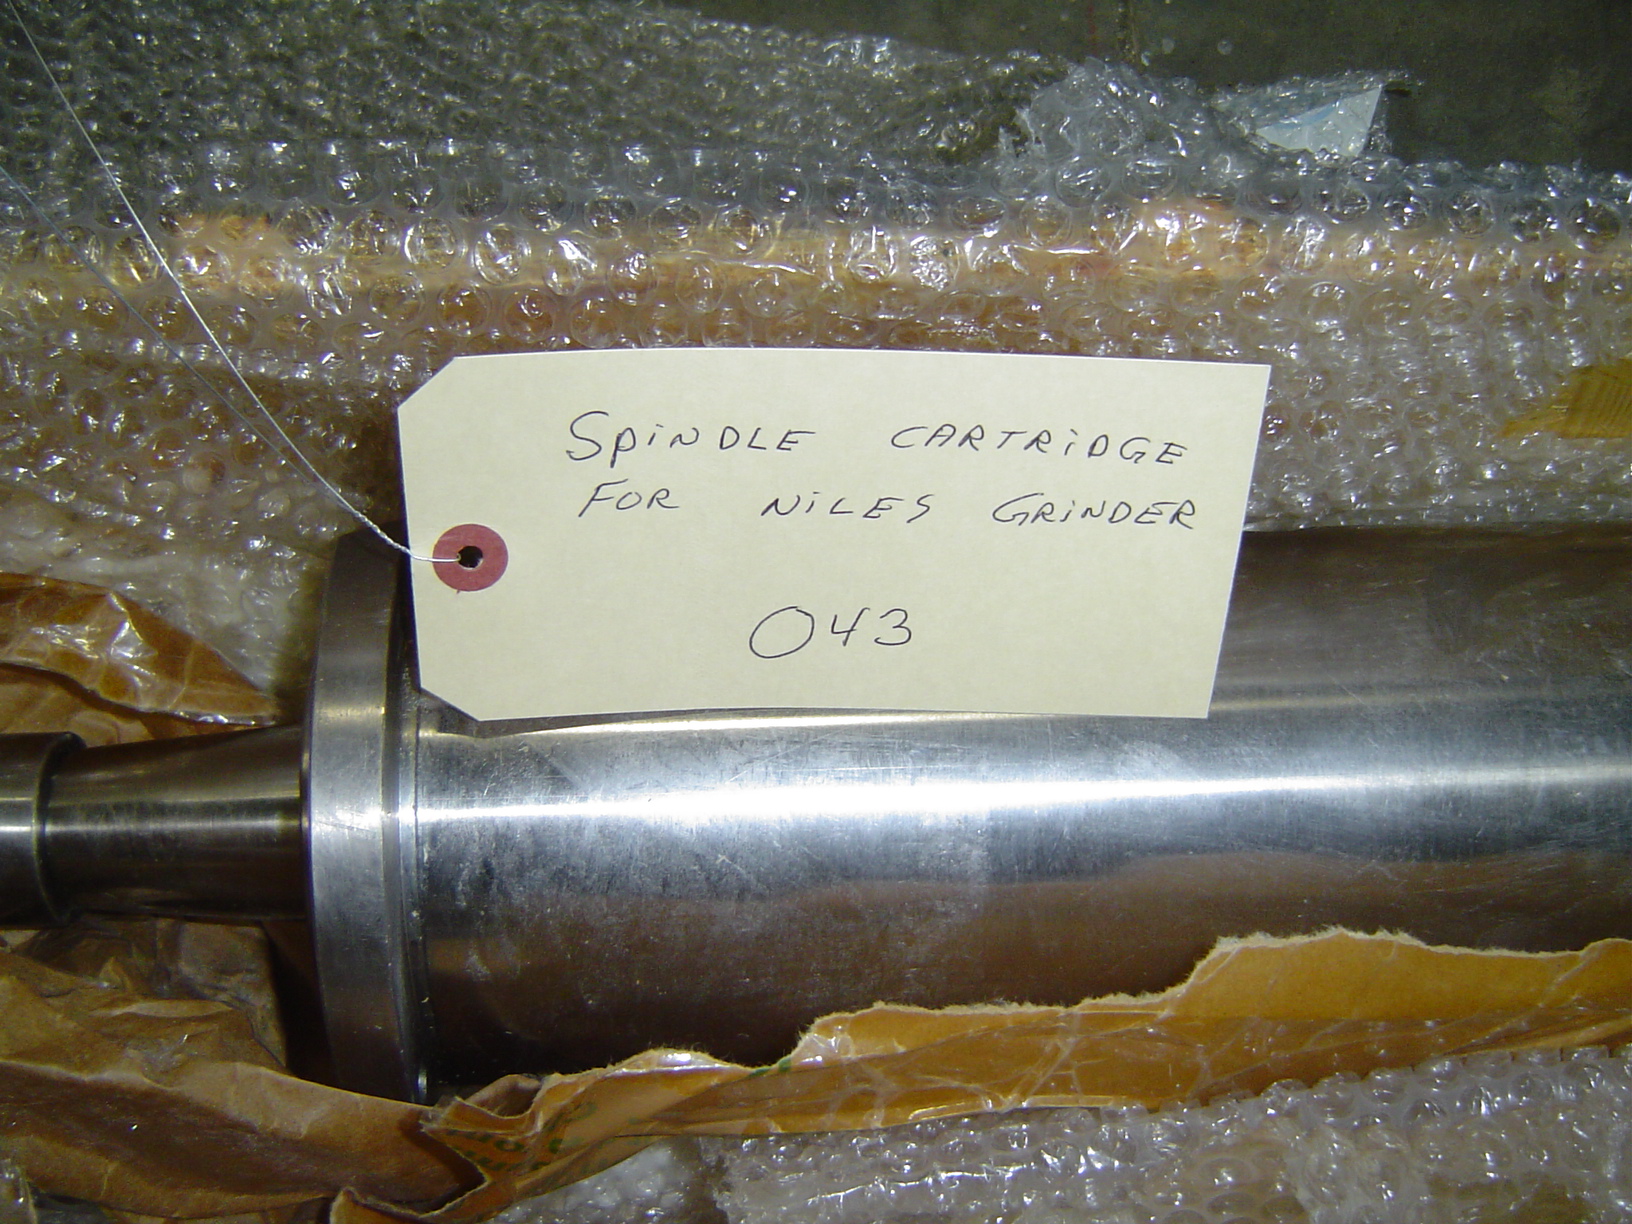 SPiNDLE CARTRiDGE
FOR NiLES GRiNDER
043